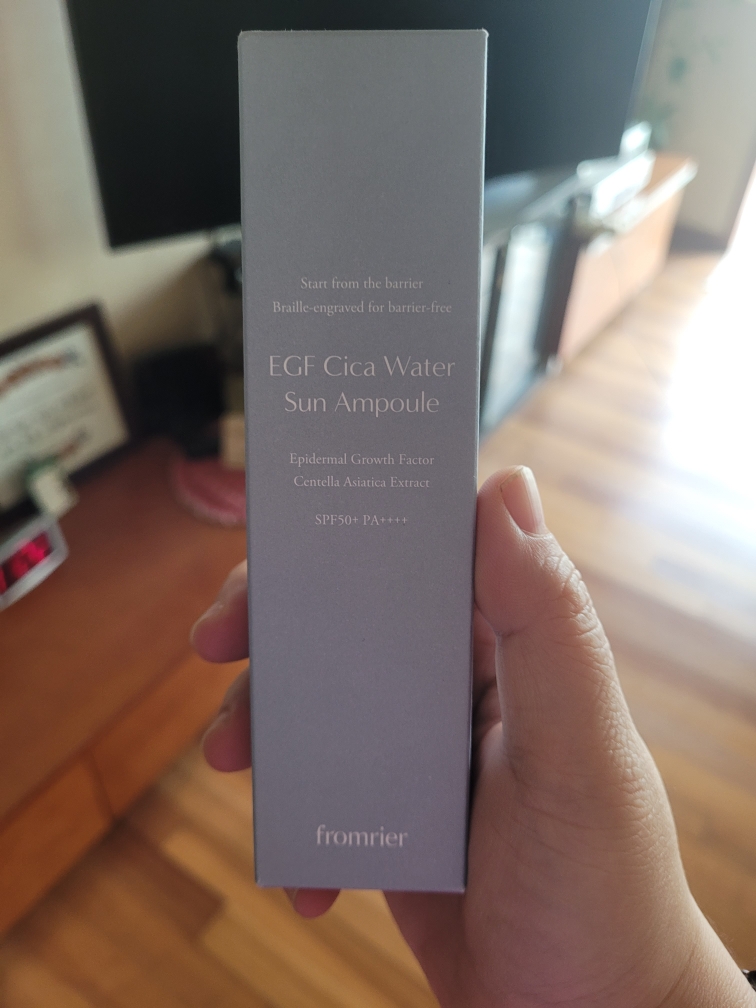 Start from the barrier
Braille-engraved for barrier-free
EGF Cica Water
Sun Ampoule
Epidermal Growth Factor
Centella Asiatica Extract
SPF50+ PA++++
fromrier